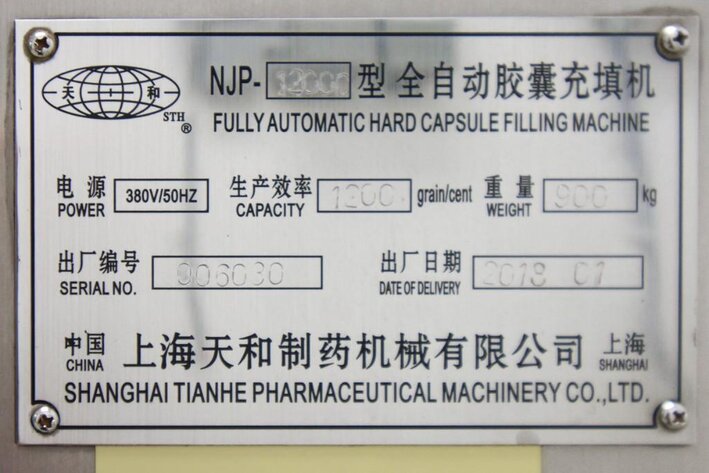 天 和
STH
®
NJP-1200C型全自动胶囊充填机
FULLY AUTOMATIC HARD CAPSULE FILLING MACHINE
电源 380V/50HZ 生产效率 1200 grain/cent 重量 900 kg
POWER CAPACITY WEIGHT
出厂编号 006030 出厂日期 2018 01
SERIAL NO. DATE OF DELIVERY
中国 上海天和制药机械有限公司 上海
CHINA SHANGHAI
SHANGHAI TIANHE PHARMACEUTICAL MACHINERY CO.,LTD.